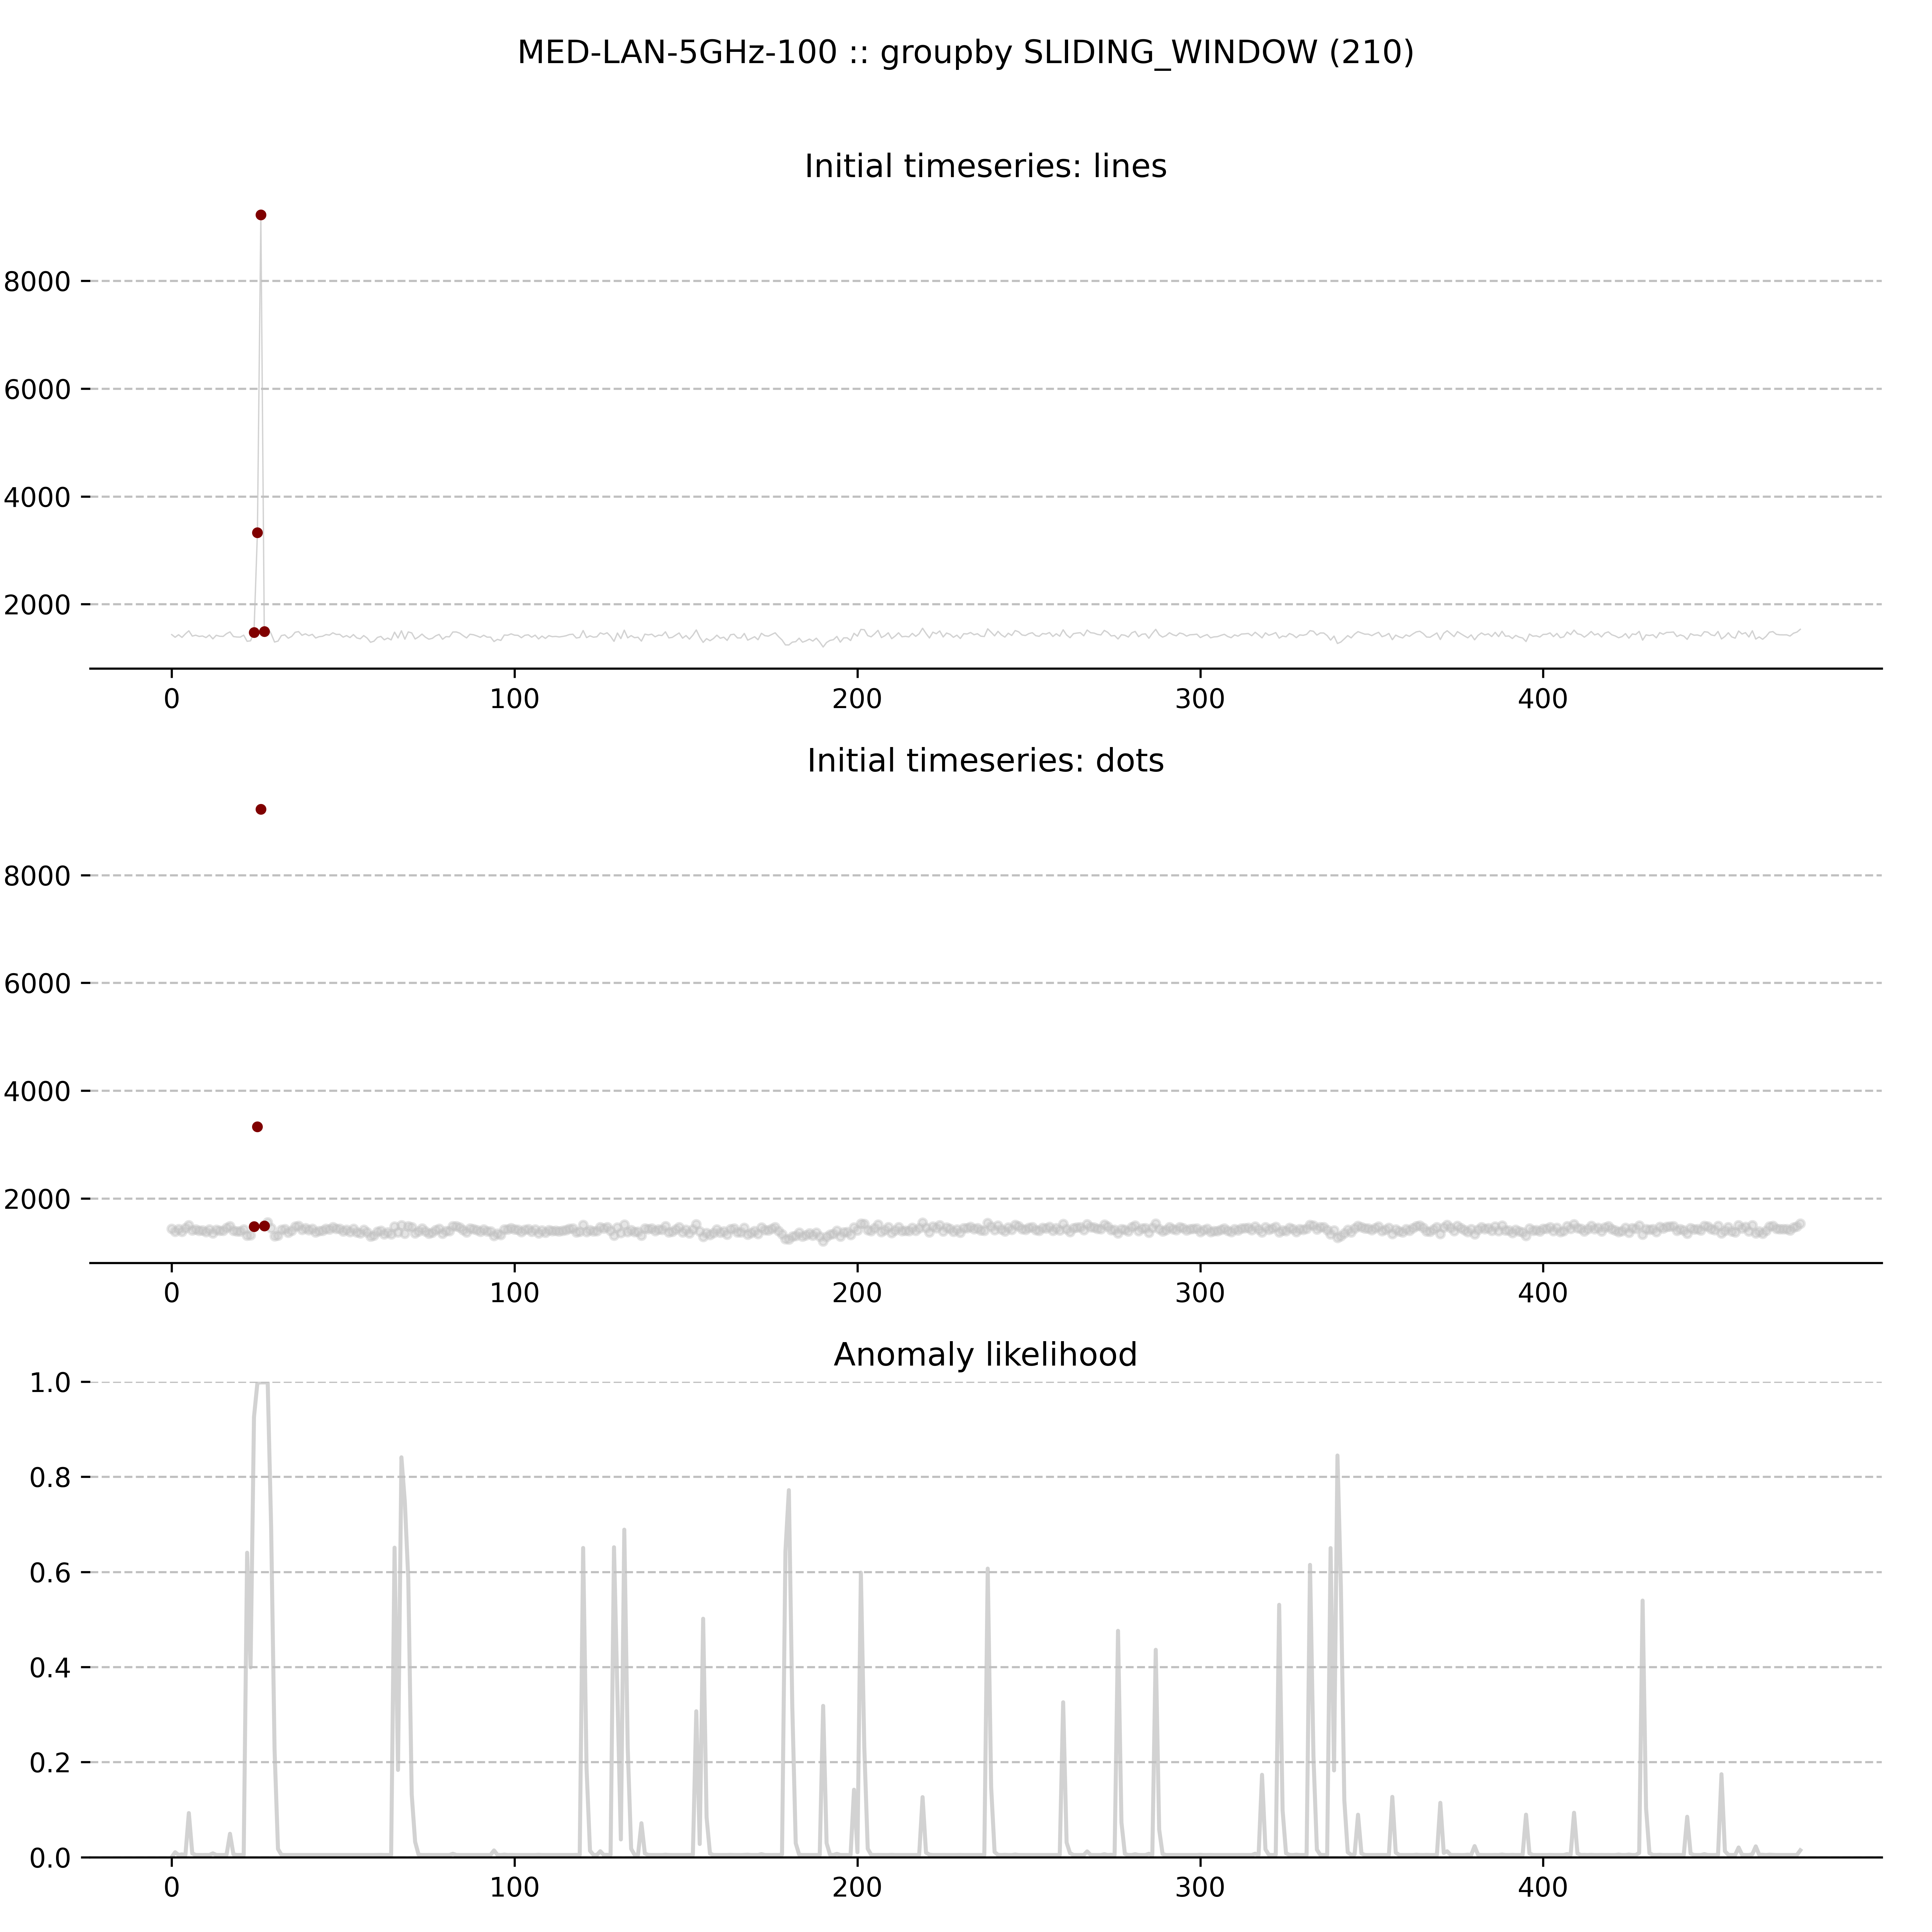 MED-LAN-5GHz-100 :: groupby SLIDING_WINDOW (210)
Initial timeseries: lines
8000
6000
4000
2000
0 100 200 300 400
Initial timeseries: dots
8000
6000
4000
2000
0 100 200 300 400
Anomaly likelihood
1.0
0.8
0.6
0.4
0.2
0.0
0 100 200 300 400